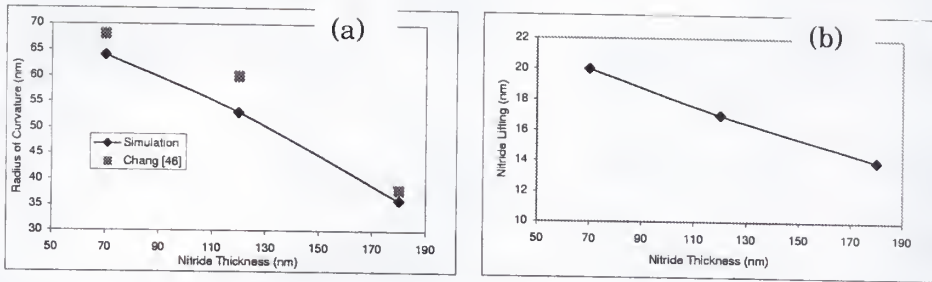 (a)
70
65
60
55
50
45
40
35
30
Radius of Curvature (nm)
Simulation
Chang [46]
50 70 90 110 130 150 170 190
Nitride Thickness (nm)
(b)
22
20
18
16
14
12
10
Nitride Lifting (nm)
50 70 90 110 130 150 170 190
Nitride Thickness (nm)